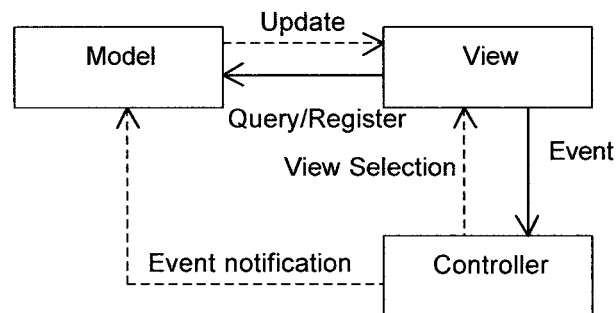 Update
Model
View
Query/Register
View Selection
Event
Event notification
Controller